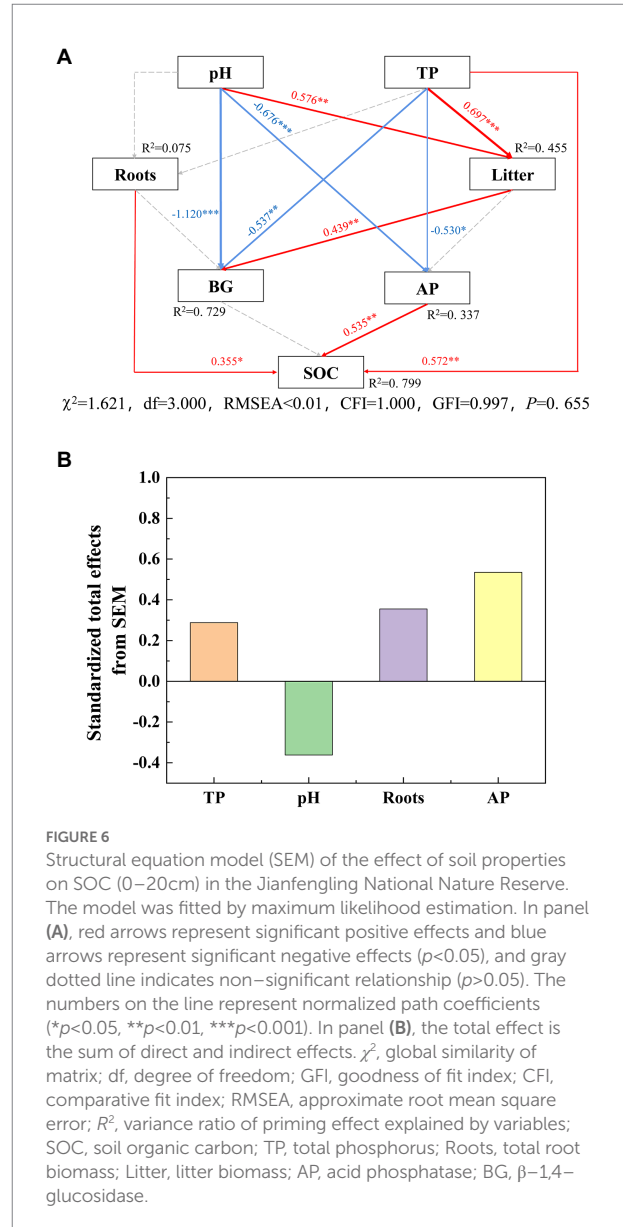 A
pH
TP
0.576**
-0.676***
0.697***
R²=0.075
R²=0. 455
Roots
Litter
-1.120***
-0.537**
0.439**
-0.530*
BG
AP
R²=0. 729
R²=0. 337
0.535**
0.355*
0.572**
SOC
R²=0. 799
χ²=1.621, df=3.000, RMSEA<0.01, CFI=1.000, GFI=0.997, P=0. 655
B
Standardized total effects
from SEM
1.0
0.8
0.6
0.4
0.2
0.0
-0.2
-0.4
TP
pH
Roots
AP
FIGURE 6
Structural equation model (SEM) of the effect of soil properties
on SOC (0–20cm) in the Jianfengling National Nature Reserve.
The model was fitted by maximum likelihood estimation. In panel
(A), red arrows represent significant positive effects and blue
arrows represent significant negative effects (p<0.05), and gray
dotted line indicates non–significant relationship (p>0.05). The
numbers on the line represent normalized path coefficients
(*p<0.05, **p<0.01, ***p<0.001). In panel (B), the total effect is
the sum of direct and indirect effects. χ², global similarity of
matrix; df, degree of freedom; GFI, goodness of fit index; CFI,
comparative fit index; RMSEA, approximate root mean square
error; R², variance ratio of priming effect explained by variables;
SOC, soil organic carbon; TP, total phosphorus; Roots, total root
biomass; Litter, litter biomass; AP, acid phosphatase; BG, β–1,4–
glucosidase.